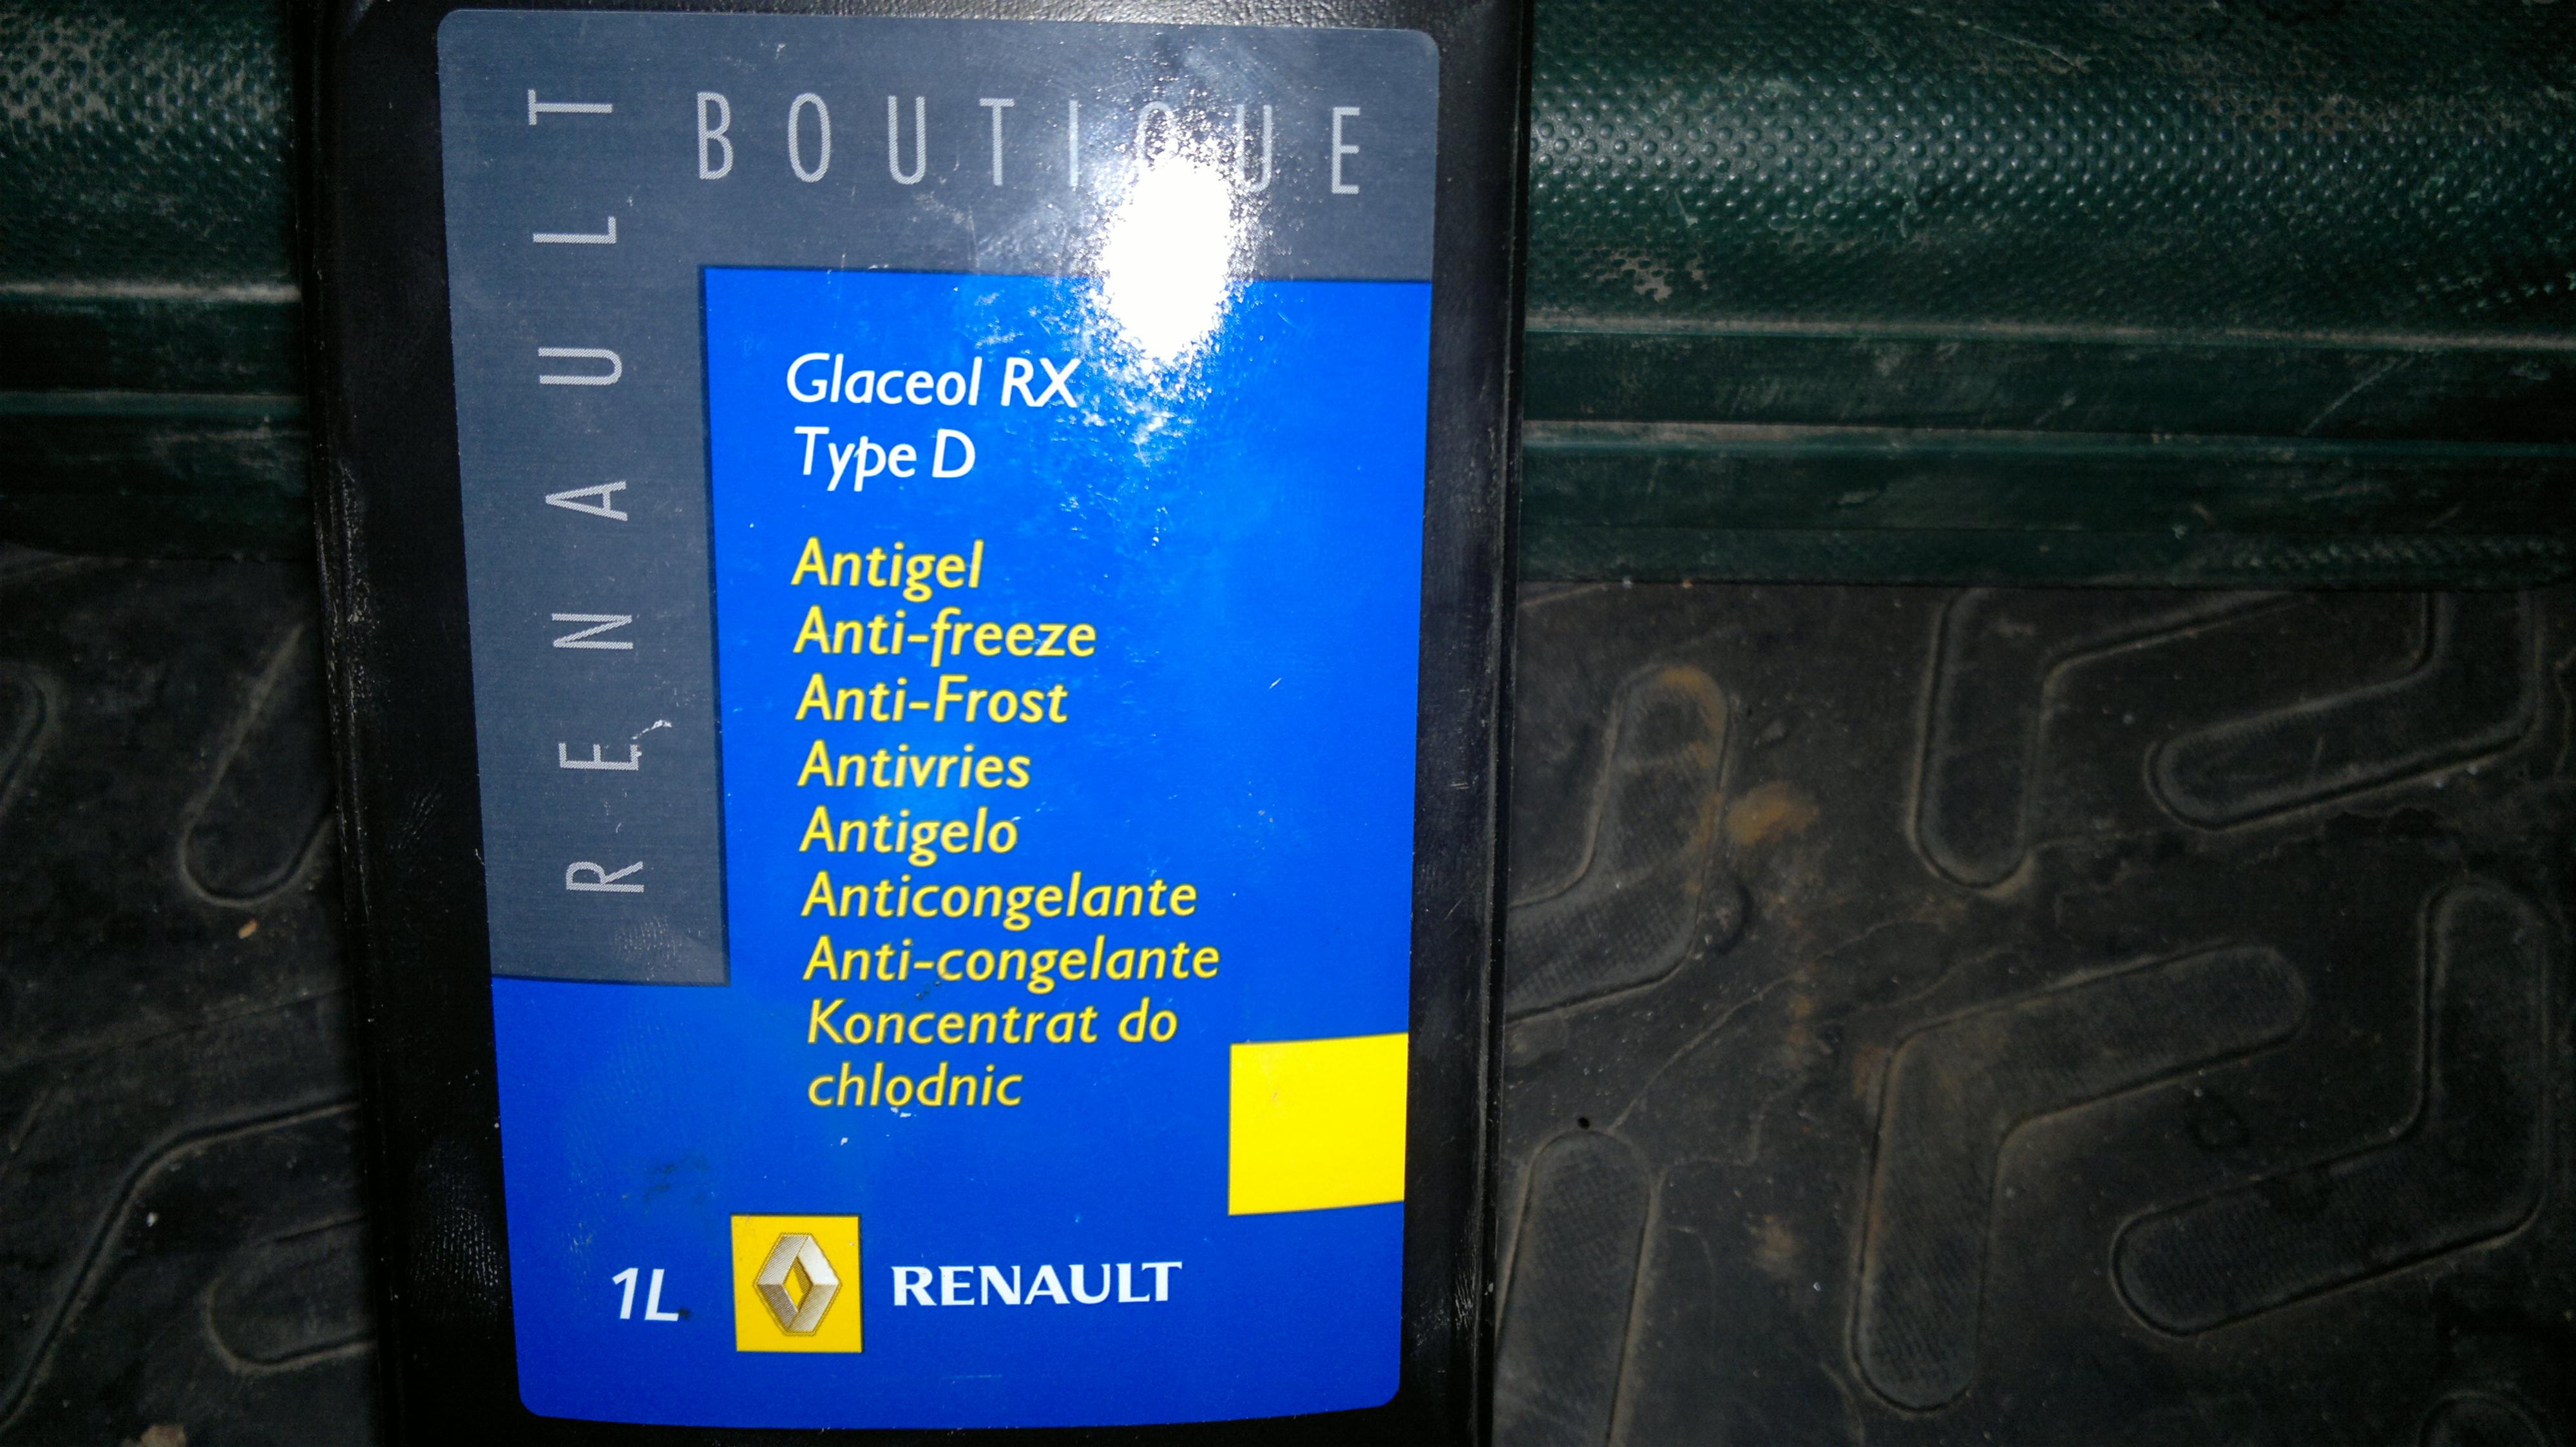 RENAULT
BOUTIQUE
Glaceol RX
Type D
Antigel
Anti-freeze
Anti-Frost
Antivries
Antigelo
Anticongelante
Anti-congelante
Koncentrat do
chlodnic
1L
RENAULT